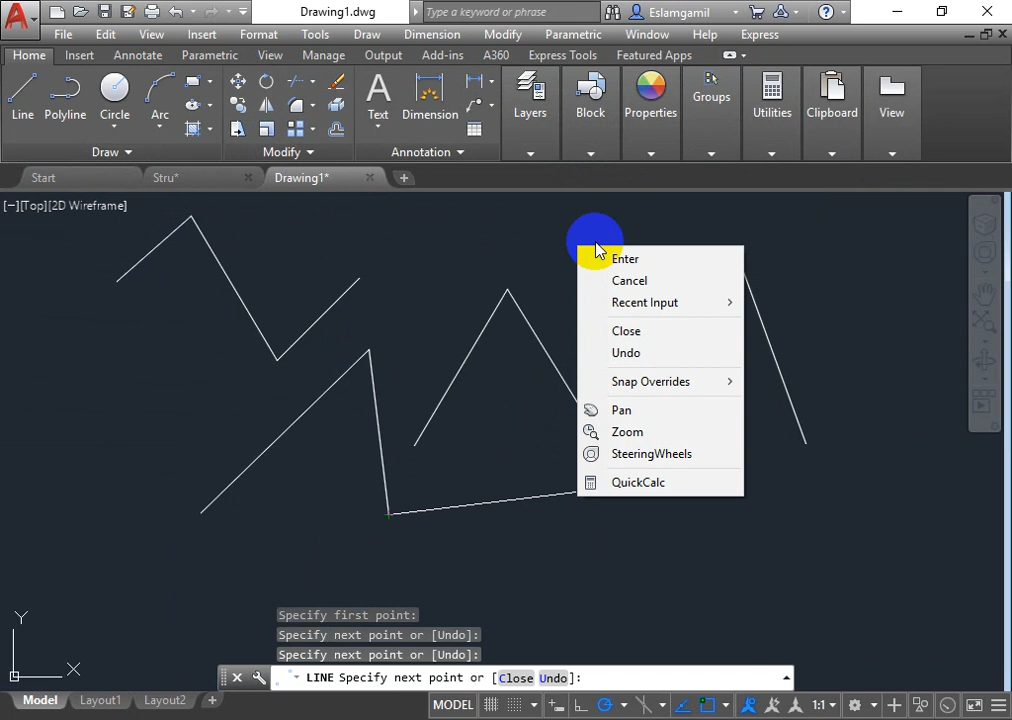 Drawing1.dwg
Type a keyword or phrase
Eslamgamil
File Edit View Insert Format Tools Draw Dimension Modify Parametric Window Help Express
Home Insert Annotate Parametric View Manage Output Add-ins A360 Express Tools Featured Apps
Line Polyline Circle Arc Text Dimension Layers Block Properties Groups Utilities Clipboard View
Draw Modify Annotation
Start Stru* Drawing1*
[−][Top][2D Wireframe]
Enter
Cancel
Recent Input
Close
Undo
Snap Overrides
Pan
Zoom
SteeringWheels
QuickCalc
Specify first point:
Specify next point or [Undo]:
Specify next point or [Undo]:
Y
X
LINE Specify next point or [Close Undo]:
Model Layout1 Layout2
MODEL
1:1